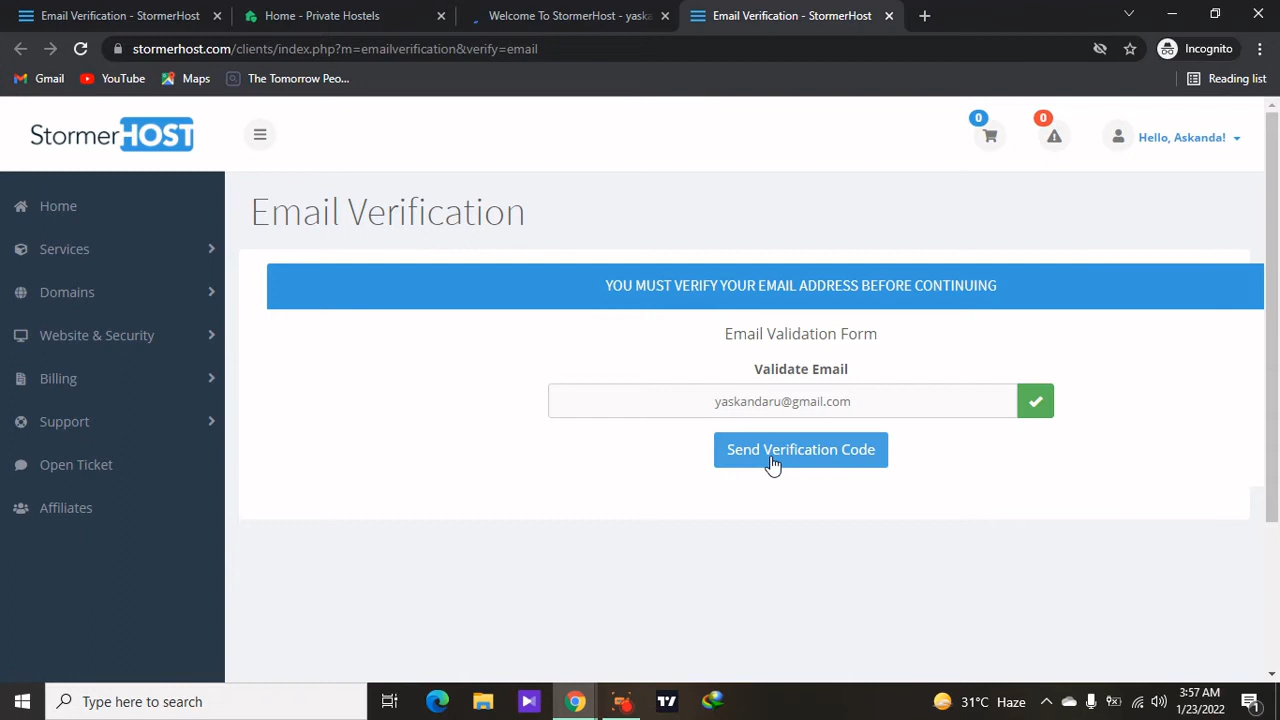 Email Verification - StormerHOST
Home - Private Hostels
Welcome To StormerHost - yaska
Email Verification - StormerHOST
stormerhost.com/clients/index.php?m=emailverification&verify=email
Incognito
Gmail
YouTube
Maps
The Tomorrow Peo...
Reading list
StormerHOST
0
0
Hello, Askanda!
Home
Services
Domains
Website & Security
Billing
Support
Open Ticket
Affiliates
Email Verification
YOU MUST VERIFY YOUR EMAIL ADDRESS BEFORE CONTINUING
Email Validation Form
Validate Email
yaskandaru@gmail.com
Send Verification Code
Type here to search
31°C Haze
3:57 AM
1/23/2022
1